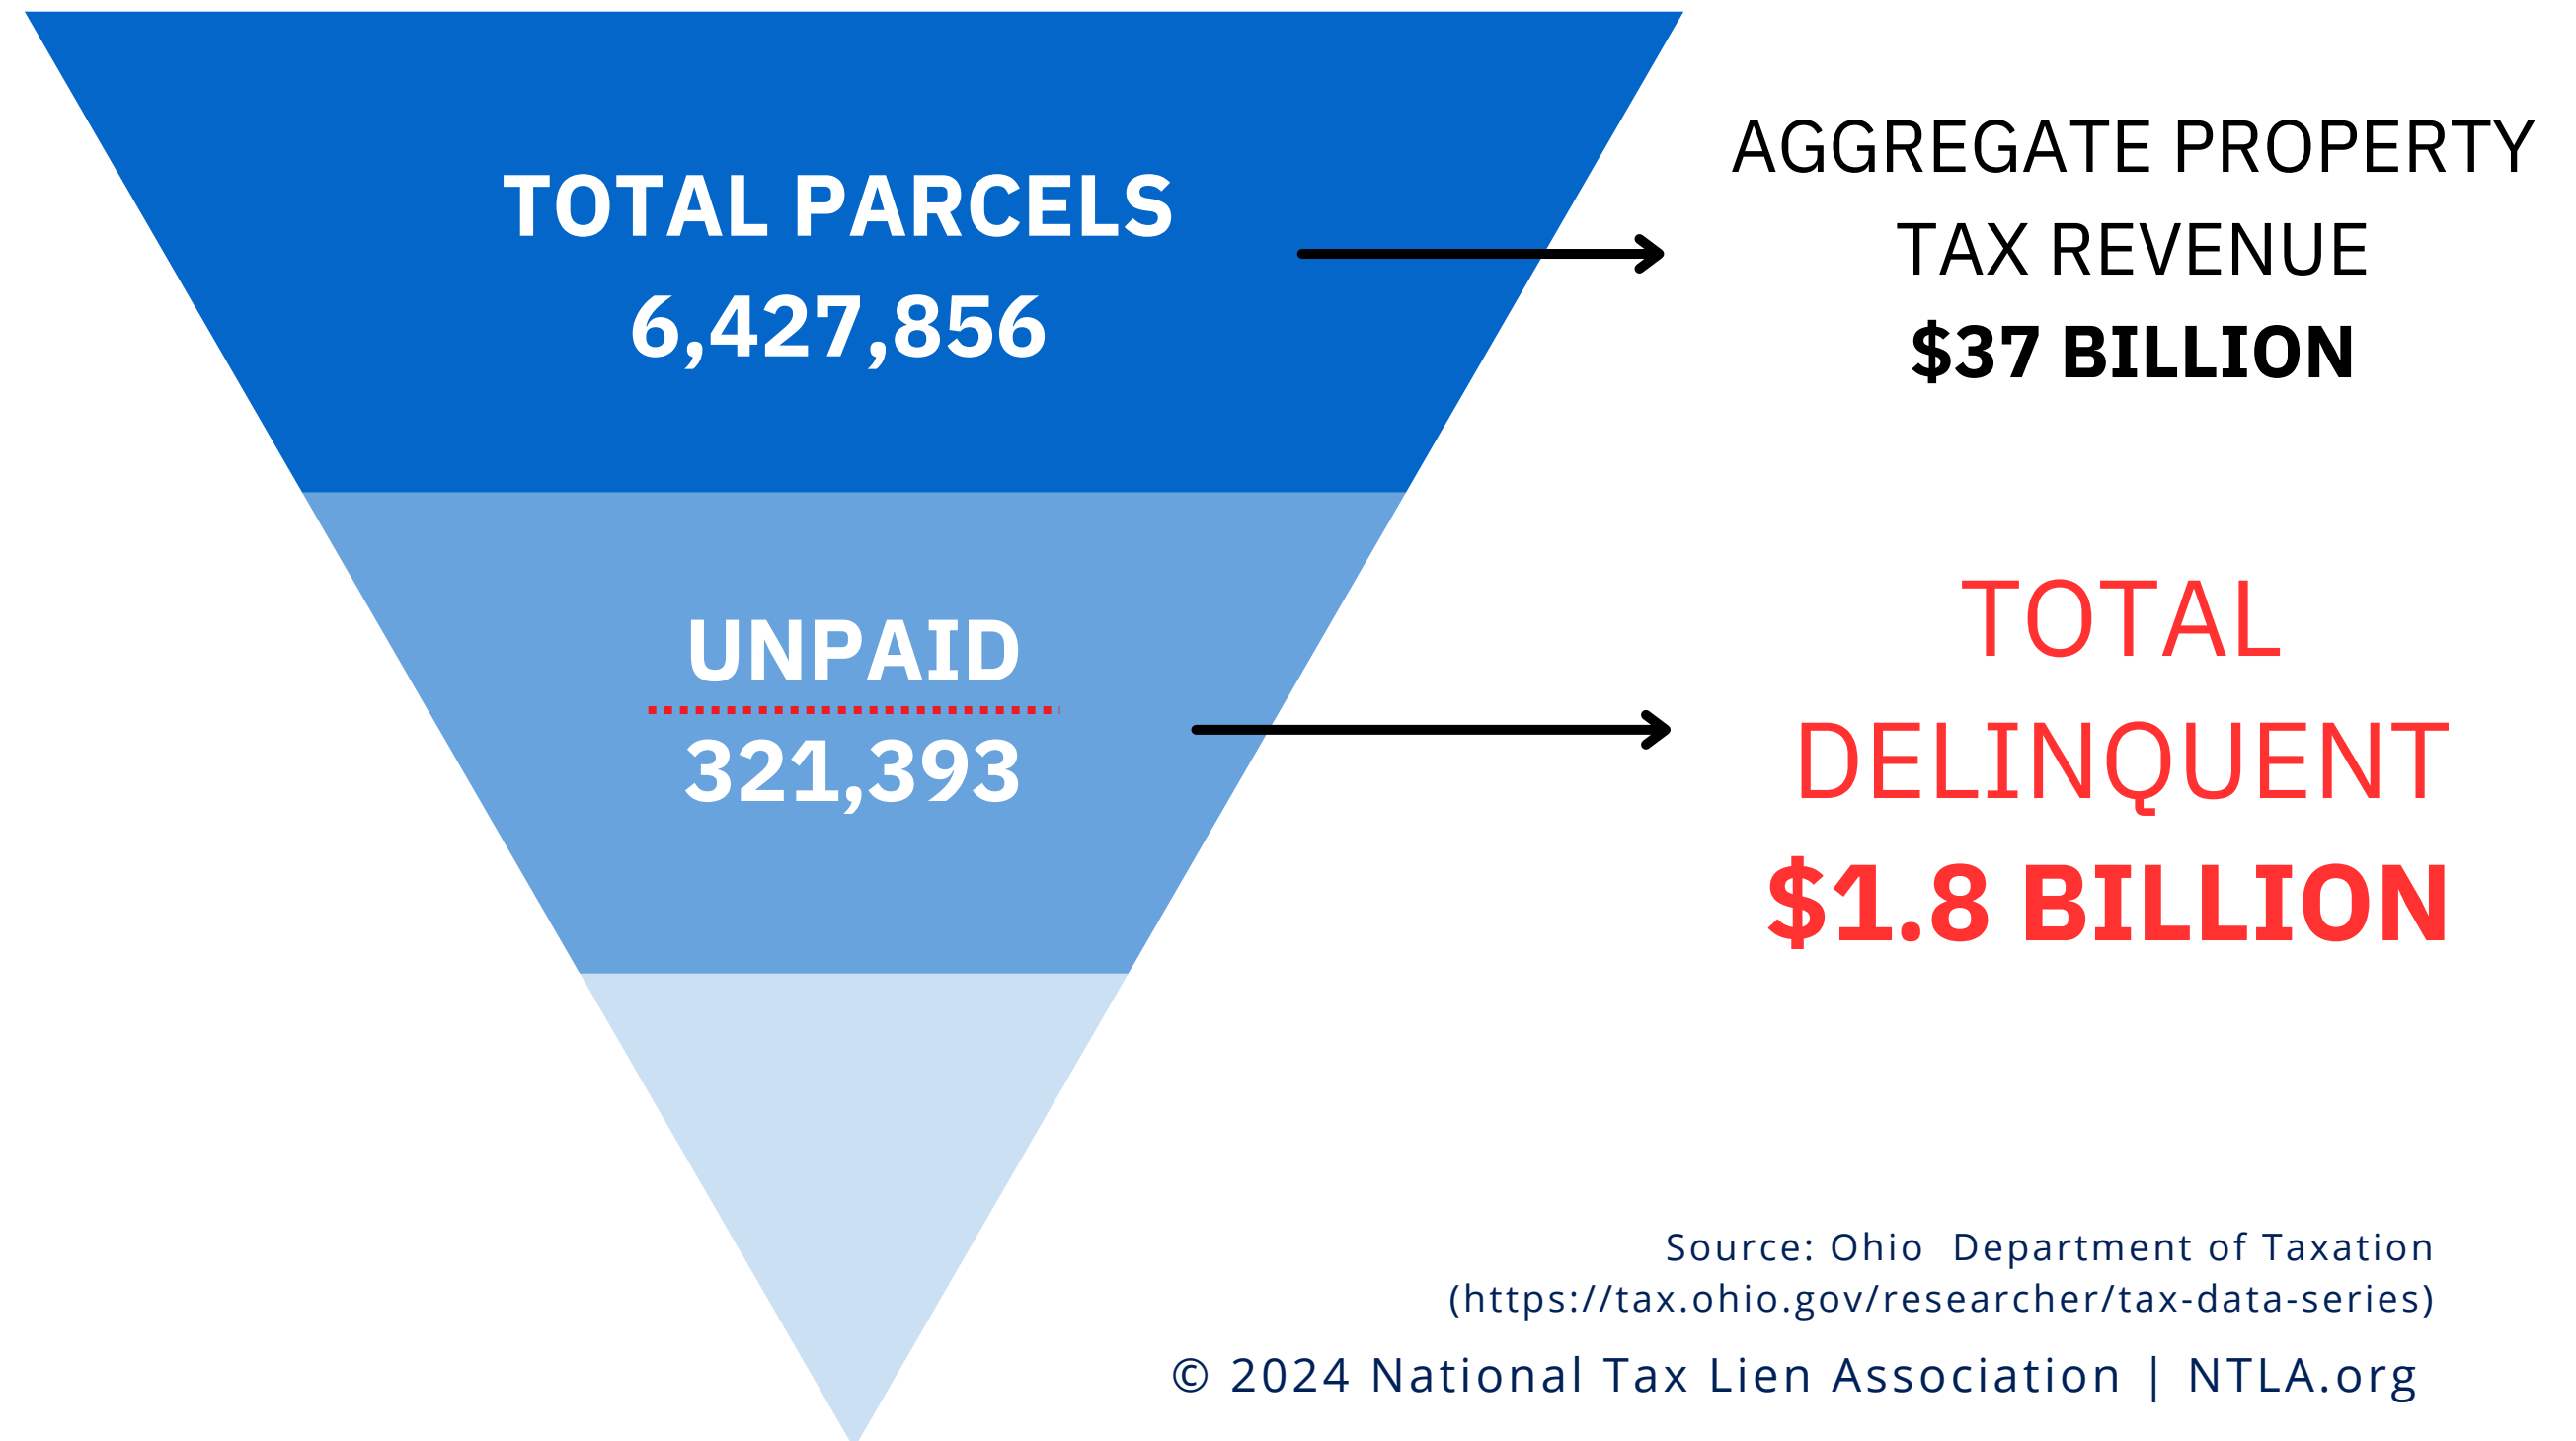 TOTAL PARCELS
6,427,856
AGGREGATE PROPERTY
TAX REVENUE
$37 BILLION
UNPAID
321,393
TOTAL
DELINQUENT
$1.8 BILLION
Source: Ohio  Department of Taxation
(https://tax.ohio.gov/researcher/tax-data-series)
© 2024 National Tax Lien Association | NTLA.org